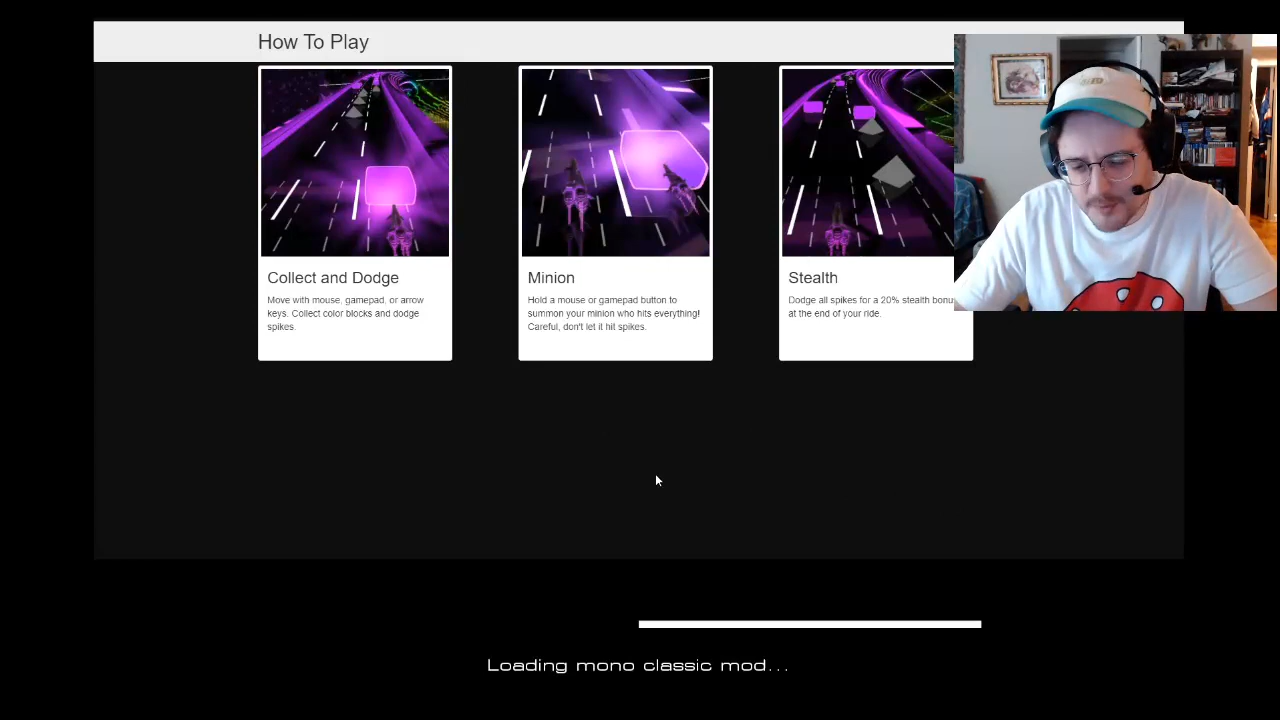 How To Play
Collect and Dodge
Move with mouse, gamepad, or arrow
keys. Collect color blocks and dodge
spikes.
Minion
Hold a mouse or gamepad button to
summon your minion who hits everything!
Careful, don't let it hit spikes.
Stealth
Dodge all spikes for a 20% stealth
at the end of your ride.
Loading mono classic mod...